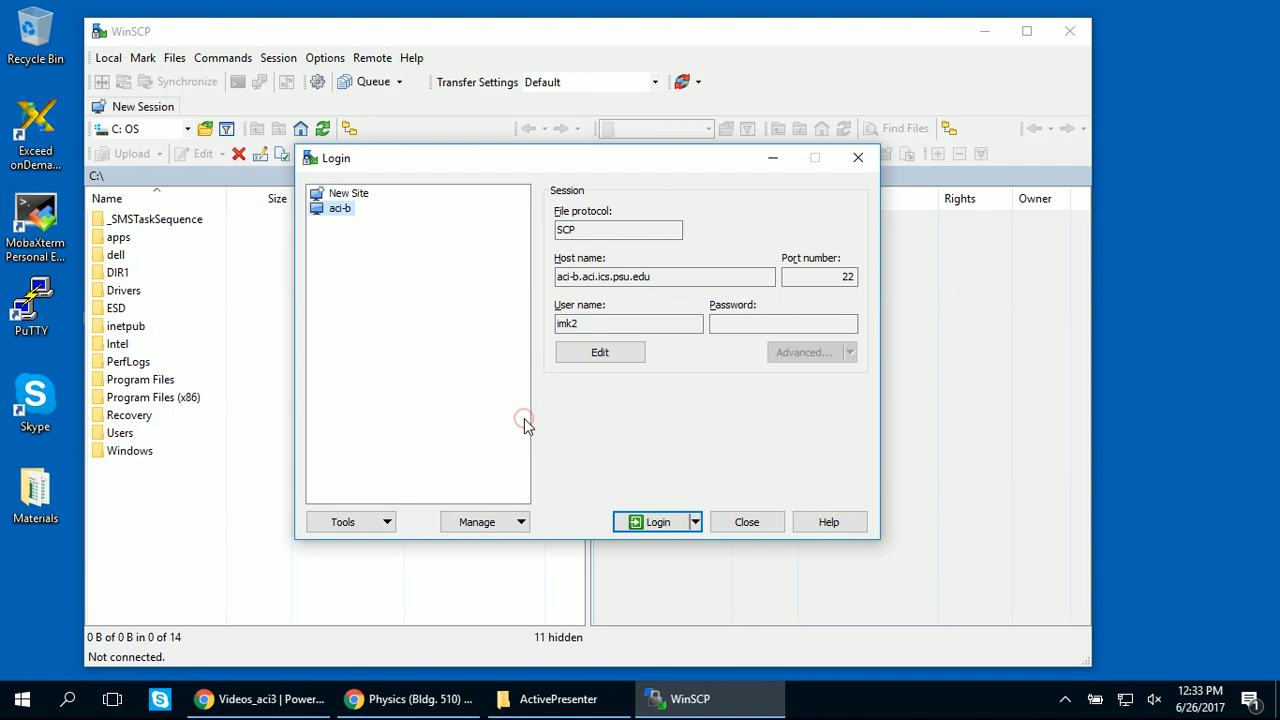 Recycle Bin
Exceed
onDema...
MobaXterm
Personal E...
PuTTY
Skype
Materials
WinSCP
Local Mark Files Commands Session Options Remote Help
Synchronize Queue Transfer Settings Default
New Session
C: OS Find Files
Upload Edit
C:\
Name Size Rights Owner
_SMSTaskSequence
apps
dell
DIR1
Drivers
ESD
inetpub
Intel
PerfLogs
Program Files
Program Files (x86)
Recovery
Users
Windows
Login
New Site
aci-b
Session
File protocol:
SCP
Host name: Port number:
aci-b.aci.ics.psu.edu 22
User name: Password:
imk2
Edit Advanced...
Tools Manage Login Close Help
0 B of 0 B in 0 of 14 11 hidden
Not connected.
Videos_aci3 | Power... Physics (Bldg. 510) ... ActivePresenter WinSCP
12:33 PM
6/26/2017
1